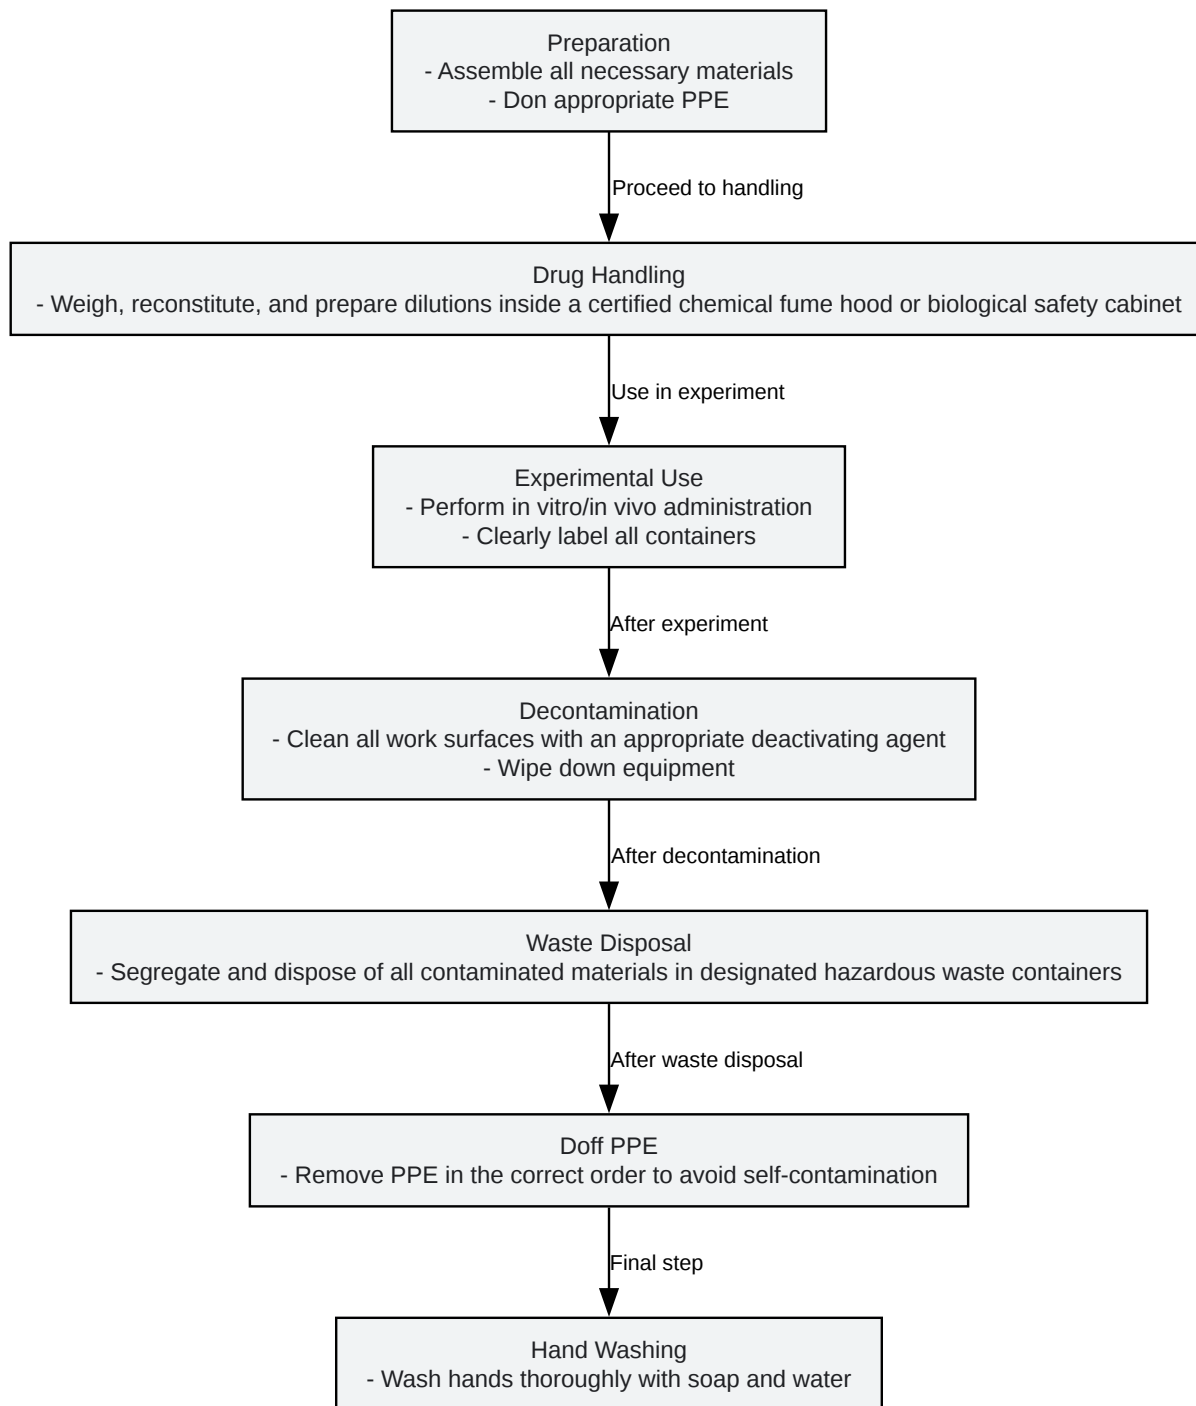 Preparation
- Assemble all necessary materials
- Don appropriate PPE
Proceed to handling
Drug Handling
- Weigh, reconstitute, and prepare dilutions inside a certified chemical fume hood or biological safety cabinet
Use in experiment
Experimental Use
- Perform in vitro/in vivo administration
- Clearly label all containers
After experiment
Decontamination
- Clean all work surfaces with an appropriate deactivating agent
- Wipe down equipment
After decontamination
Waste Disposal
- Segregate and dispose of all contaminated materials in designated hazardous waste containers
After waste disposal
Doff PPE
- Remove PPE in the correct order to avoid self-contamination
Final step
Hand Washing
- Wash hands thoroughly with soap and water